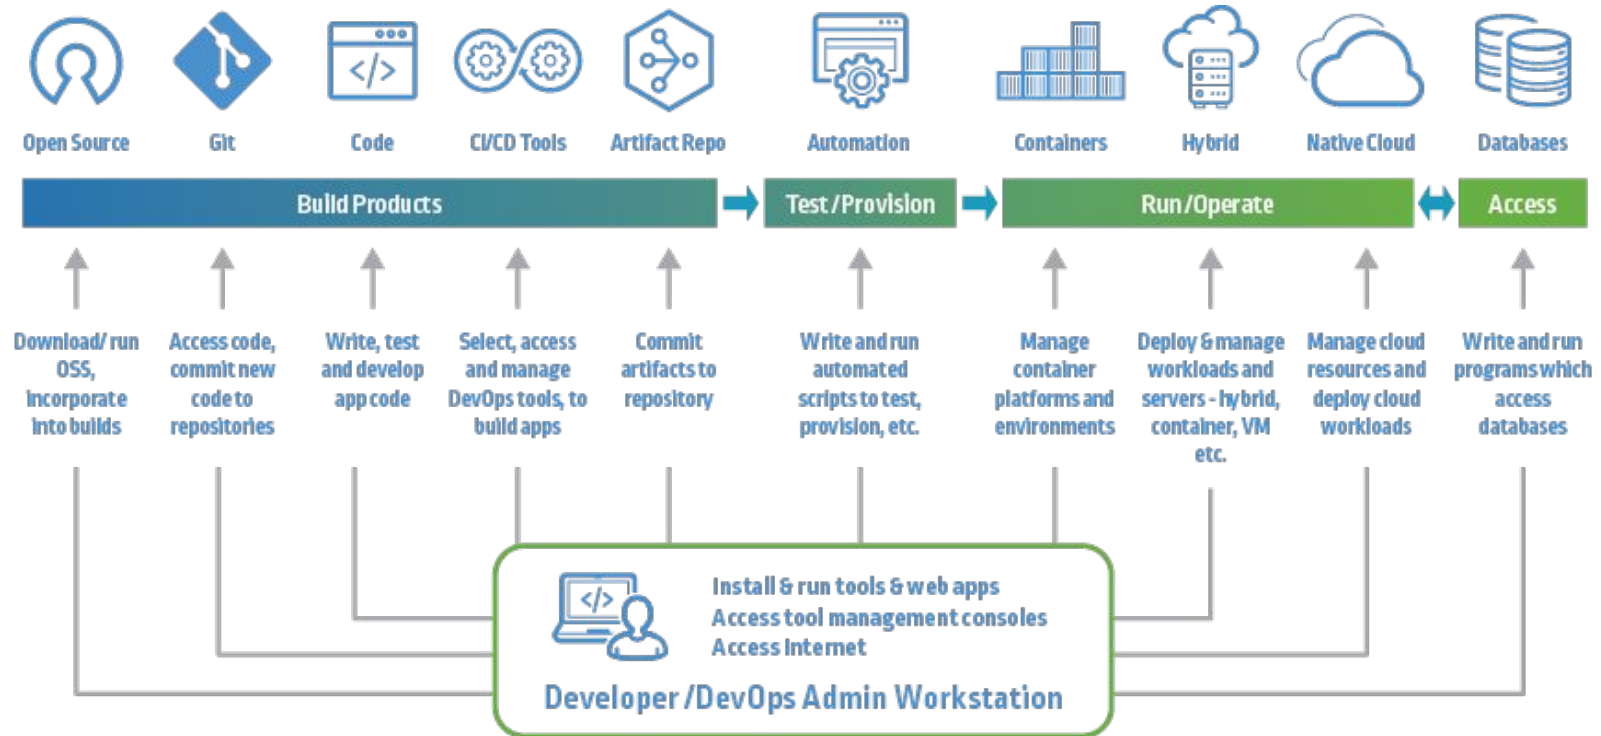 Open Source
Git
Code
</>
CI/CD Tools
Artifact Repo
Automation
Containers
Hybrid
Native Cloud
Databases
Build Products
Test/Provision
Run/Operate
Access
Download/run
OSS,
incorporate
into builds
Access code,
commit new
code to
repositories
Write, test
and develop
app code
Select, access
and manage
DevOps tools, to
build apps
Commit
artifacts to
repository
Write and run
automated
scripts to test,
provision, etc.
Manage
container
platforms and
environments
Deploy & manage
workloads and
servers - hybrid,
container, VM
etc.
Manage cloud
resources and
deploy cloud
workloads
Write and run
programs which
access
databases
</>
Install & run tools & web apps
Access tool management consoles
Access Internet
Developer/DevOps Admin Workstation